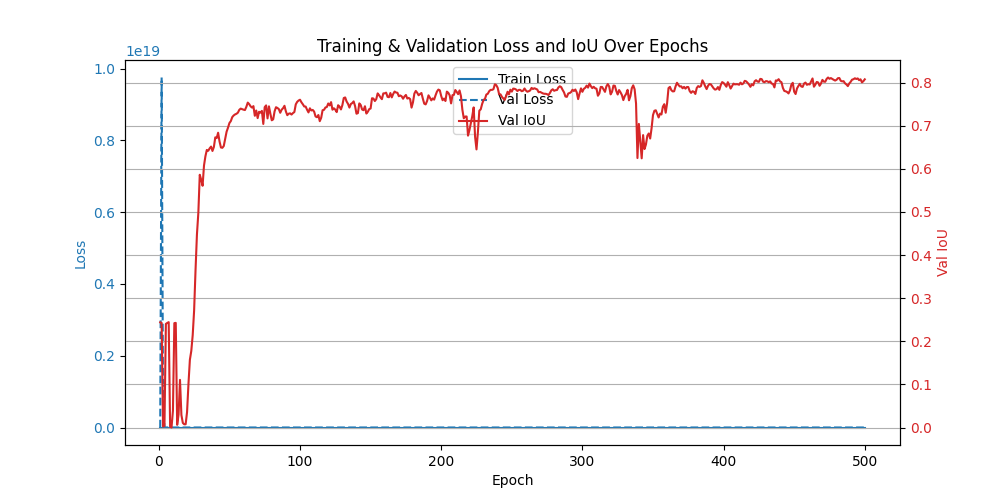 Training & Validation Loss and IoU Over Epochs
1e19
1.0
0.8
0.6
0.4
0.2
0.0
Loss
Train Loss
Val Loss
Val IoU
0.8
0.7
0.6
0.5
0.4
0.3
0.2
0.1
0.0
Val IoU
0 100 200 300 400 500
Epoch